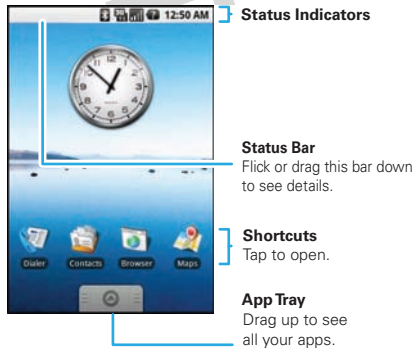 12:50 AM
Status Indicators
Status Bar
Flick or drag this bar down
to see details.
Shortcuts
Tap to open.
Dialer
Contacts
Browser
Maps
App Tray
Drag up to see
all your apps.